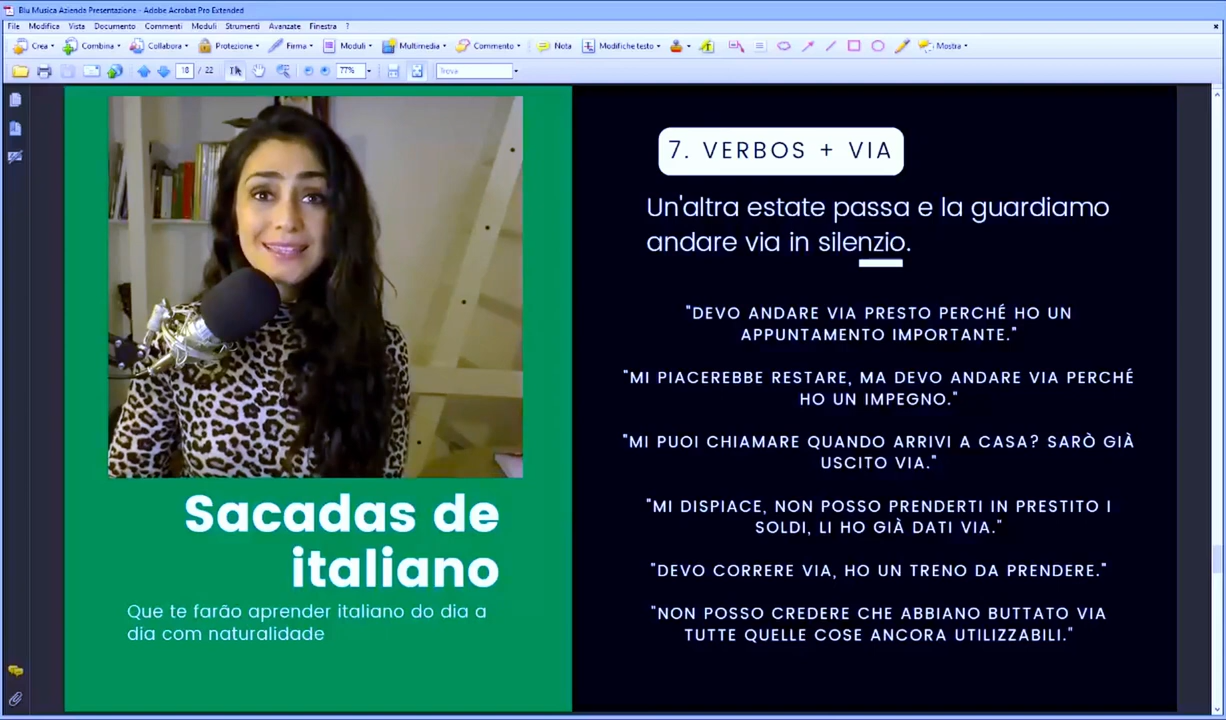 Blu Musica Azienda Presentazione - Adobe Acrobat Pro Extended
File Modifica Vista Documento Commenti Moduli Strumenti Avanzate Finestra ?
Crea Combina Collabora Protezione Firma Moduli Multimedia Commento Nota Modifiche testo Mostra
18 / 22 77% Trova
7. VERBOS + VIA
Un'altra estate passa e la guardiamo
andare via in silenzio.
"DEVO ANDARE VIA PRESTO PERCHÉ HO UN
APPUNTAMENTO IMPORTANTE."
"MI PIACEREBBE RESTARE, MA DEVO ANDARE VIA PERCHÉ
HO UN IMPEGNO."
"MI PUOI CHIAMARE QUANDO ARRIVI A CASA? SARÒ GIÀ
USCITO VIA."
"MI DISPIACE, NON POSSO PRENDERTI IN PRESTITO I
SOLDI, LI HO GIÀ DATI VIA."
"DEVO CORRERE VIA, HO UN TRENO DA PRENDERE."
"NON POSSO CREDERE CHE ABBIANO BUTTATO VIA
TUTTE QUELLE COSE ANCORA UTILIZZABILI."
Sacadas de
italiano
Que te farão aprender italiano do dia a
dia com naturalidade